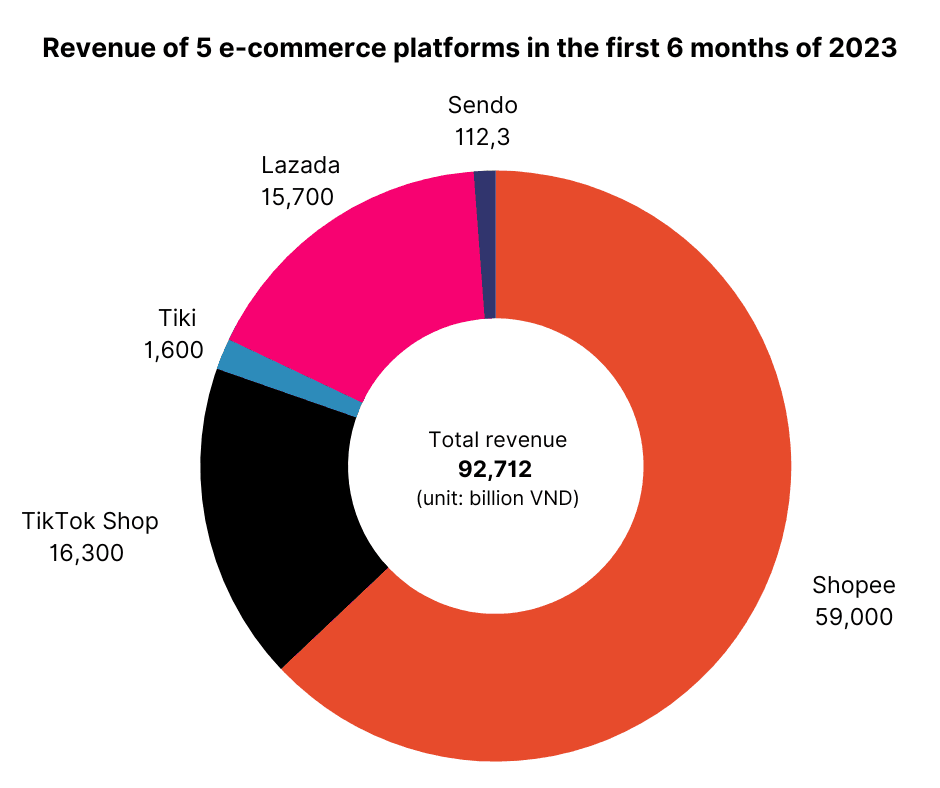 Revenue of 5 e-commerce platforms in the first 6 months of 2023
Sendo
112,3
Lazada
15,700
Tiki
1,600
Total revenue
92,712
(unit: billion VND)
TikTok Shop
16,300
Shopee
59,000